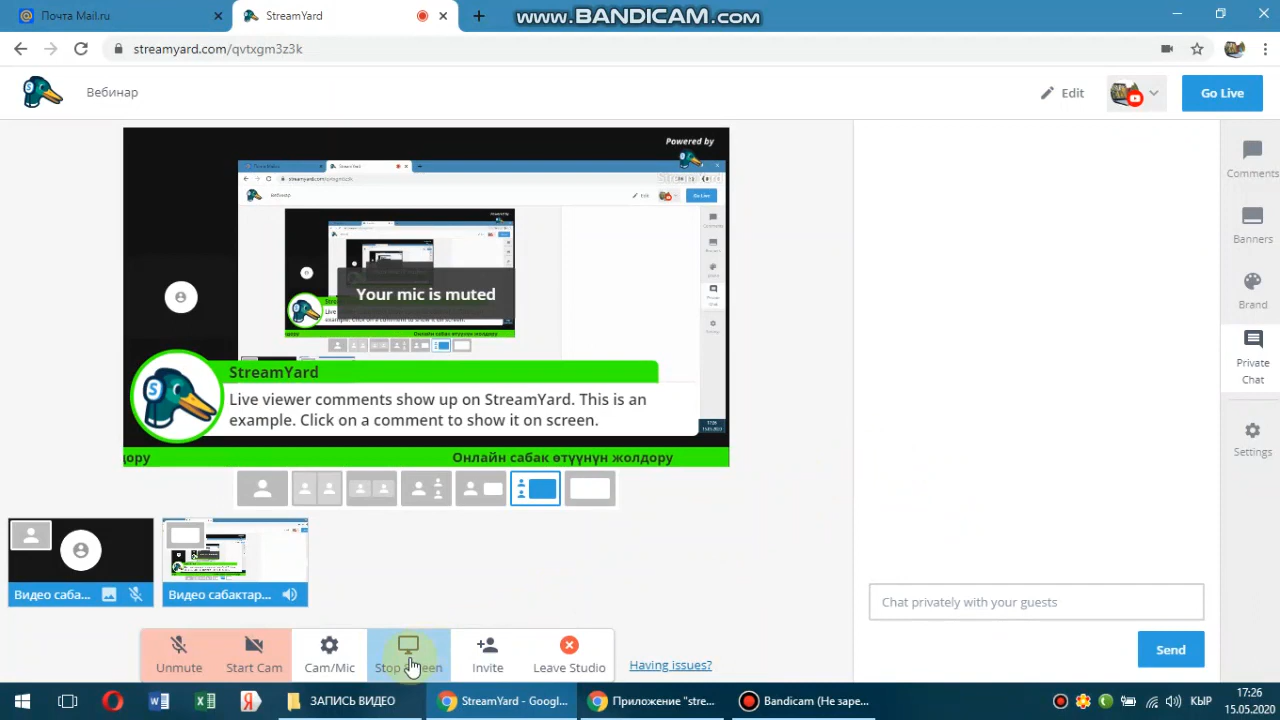 Почта Mail.ru
StreamYard
www.BANDICAM.com
streamyard.com/qvtxgm3z3k
Вебинар
Edit
Go Live
Powered by
Your mic is muted
StreamYard
Live viewer comments show up on StreamYard. This is an
example. Click on a comment to show it on screen.
дору
Онлайн сабак өтүүнүн жолдору
Comments
Banners
Brand
Private
Chat
Settings
Видео саба...
Видео сабактар...
Chat privately with your guests
Send
Unmute
Start Cam
Cam/Mic
Stop Screen
Invite
Leave Studio
Having issues?
ЗАПИСЬ ВИДЕО
StreamYard - Googl...
Приложение "stre...
Bandicam (Не заре...
КЫР
17:26
15.05.2020